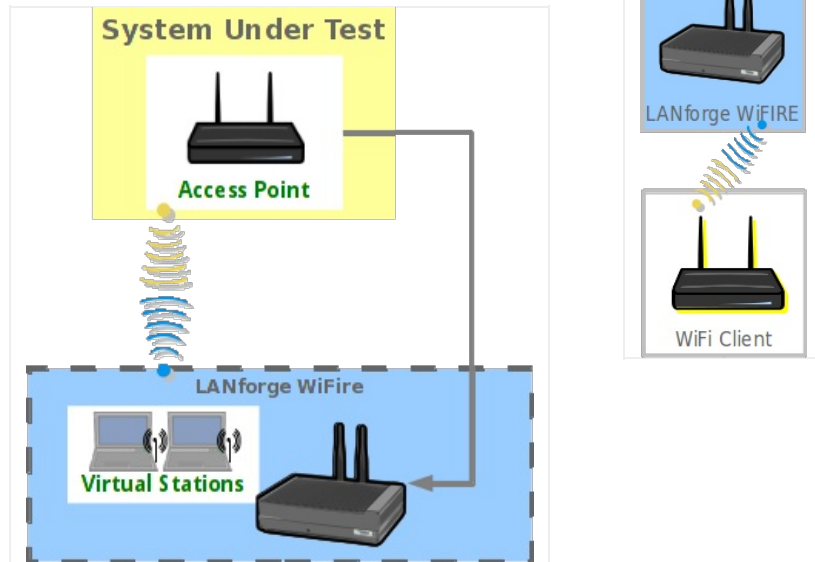 System Under Test
Access Point
LANforge WiFire
Virtual Stations
LANforge WiFIRE
WiFi Client